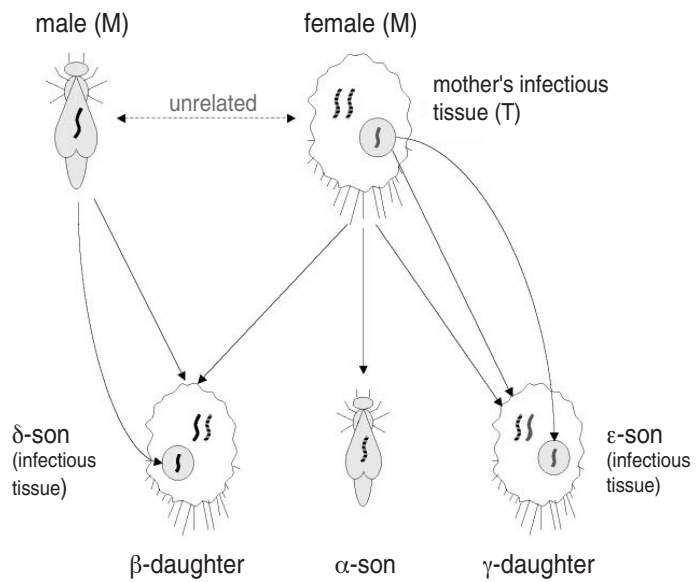 male (M)
female (M)
unrelated
mother's infectious
tissue (T)
δ-son
(infectious
tissue)
ε-son
(infectious
tissue)
β-daughter
α-son
γ-daughter